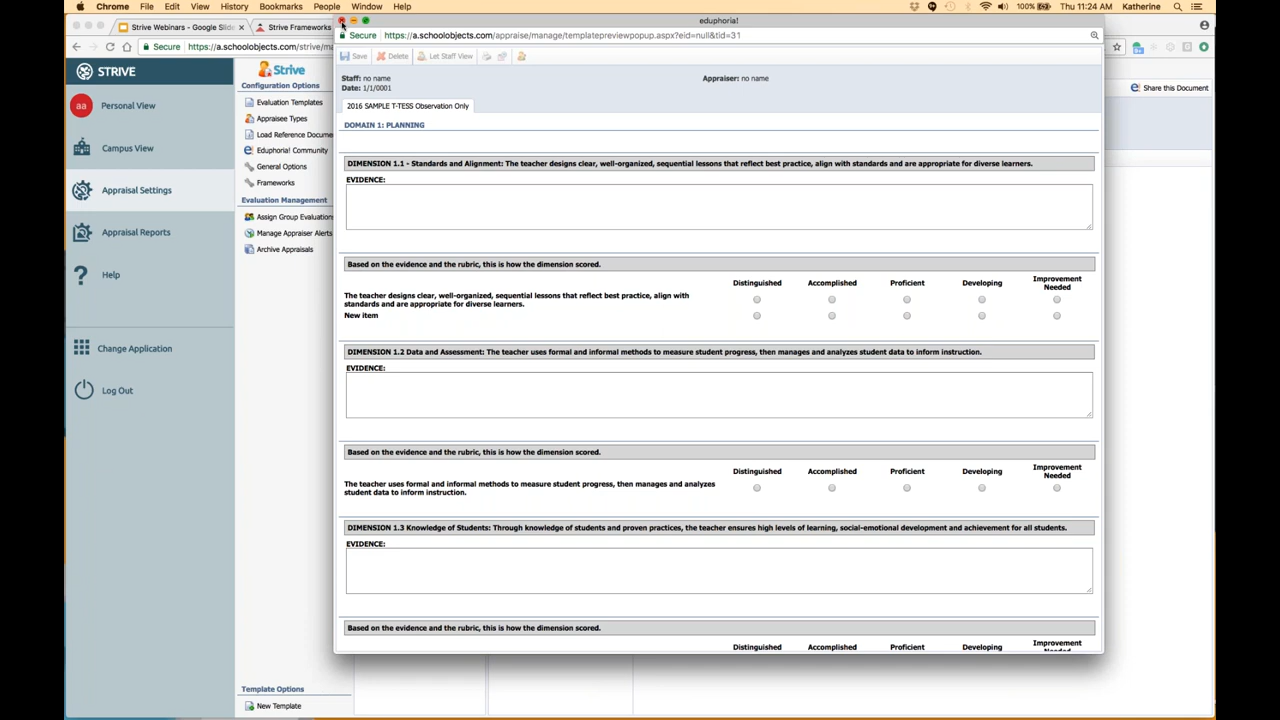 Chrome File Edit View History Bookmarks People Window Help 100% Thu 11:24 AM Katherine
Strive Webinars - Google Slide
Strive Frameworks
eduphoria!
Secure https://a.schoolobjects.com/strive/ma
Secure https://a.schoolobjects.com/appraise/manage/templatepreviewpopup.aspx?eid=null&tid=31
STRIVE
aa Personal View
Campus View
Appraisal Settings
Appraisal Reports
Help
Change Application
Log Out
Strive
Configuration Options
Evaluation Templates
Appraisee Types
Load Reference Docume
Eduphoria! Community
General Options
Frameworks
Evaluation Management
Assign Group Evaluation
Manage Appraiser Alerts
Archive Appraisals
Template Options
New Template
Save Delete Let Staff View
Share this Document
Staff: no name Appraiser: no name
Date: 1/1/0001
2016 SAMPLE T-TESS Observation Only
DOMAIN 1: PLANNING
DIMENSION 1.1 - Standards and Alignment: The teacher designs clear, well-organized, sequential lessons that reflect best practice, align with standards and are appropriate for diverse learners.
EVIDENCE:
Based on the evidence and the rubric, this is how the dimension scored.
Distinguished Accomplished Proficient Developing Improvement Needed
The teacher designs clear, well-organized, sequential lessons that reflect best practice, align with
standards and are appropriate for diverse learners.
New item
DIMENSION 1.2 Data and Assessment: The teacher uses formal and informal methods to measure student progress, then manages and analyzes student data to inform instruction.
EVIDENCE:
Based on the evidence and the rubric, this is how the dimension scored.
Distinguished Accomplished Proficient Developing Improvement Needed
The teacher uses formal and informal methods to measure student progress, then manages and analyzes
student data to inform instruction.
DIMENSION 1.3 Knowledge of Students: Through knowledge of students and proven practices, the teacher ensures high levels of learning, social-emotional development and achievement for all students.
EVIDENCE:
Based on the evidence and the rubric, this is how the dimension scored.
Distinguished Accomplished Proficient Developing Improvement